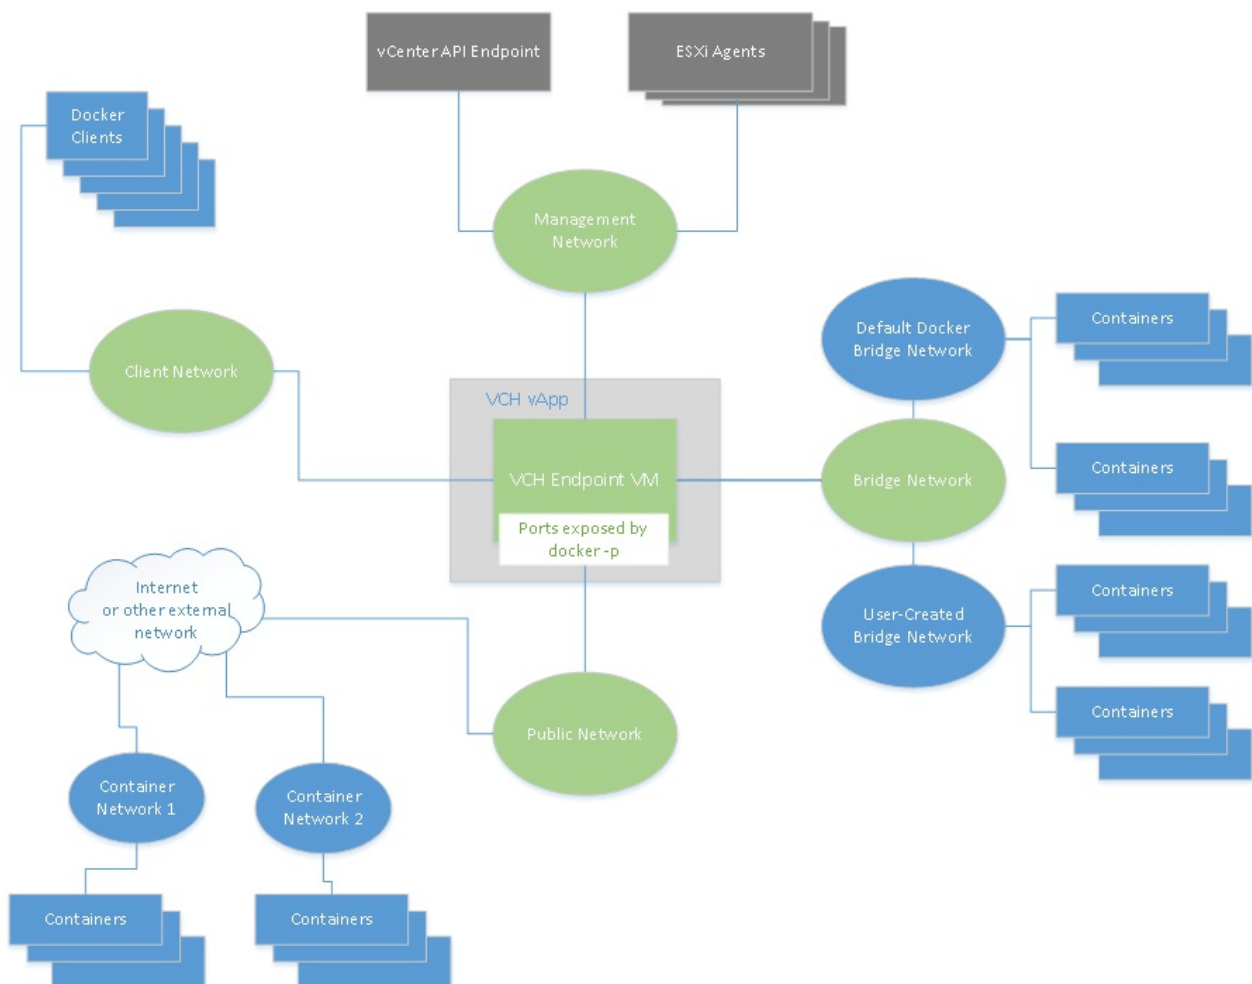 vCenter API Endpoint
ESXi Agents
Docker
Clients
Management
Network
Default Docker
Bridge Network
Containers
Client Network
VCH vApp
VCH Endpoint VM
Ports exposed by
docker -p
Bridge Network
Containers
Internet
or other external
network
User-Created
Bridge Network
Containers
Containers
Public Network
Container
Network 1
Container
Network 2
Containers
Containers